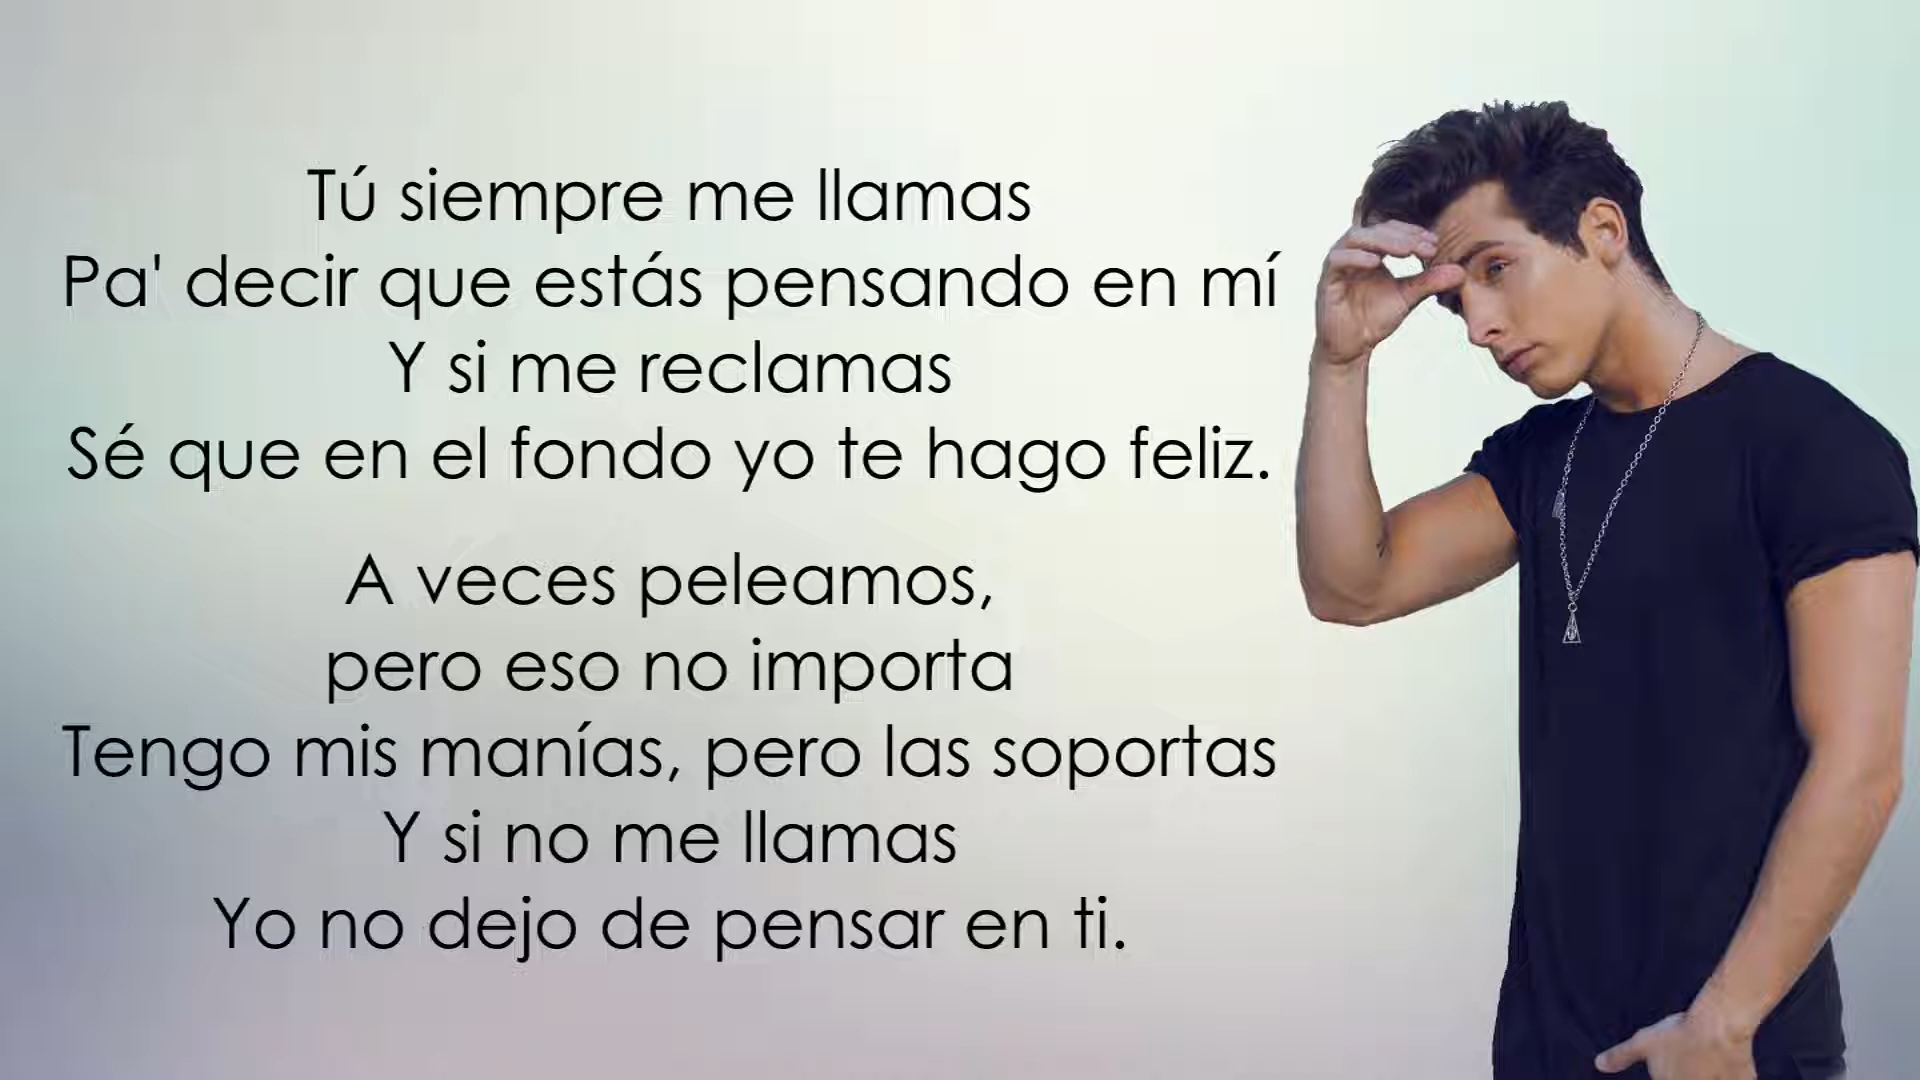 Tú siempre me llamas
Pa' decir que estás pensando en mí
Y si me reclamas
Sé que en el fondo yo te hago feliz.
A veces peleamos,
pero eso no importa
Tengo mis manías, pero las soportas
Y si no me llamas
Yo no dejo de pensar en ti.